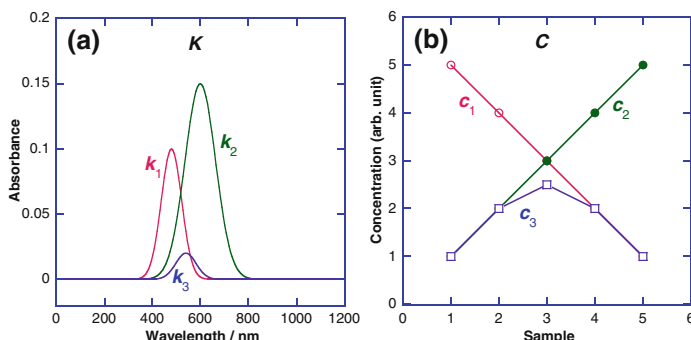 (a) K
Absorbance
0.2
0.15
0.1
0.05
0
k1
k2
k3
0 200 400 600 800 1000 1200
Wavelength / nm
(b) C
Concentration (arb. unit)
6
5
4
3
2
1
0
c1
c2
c3
0 1 2 3 4 5 6
Sample